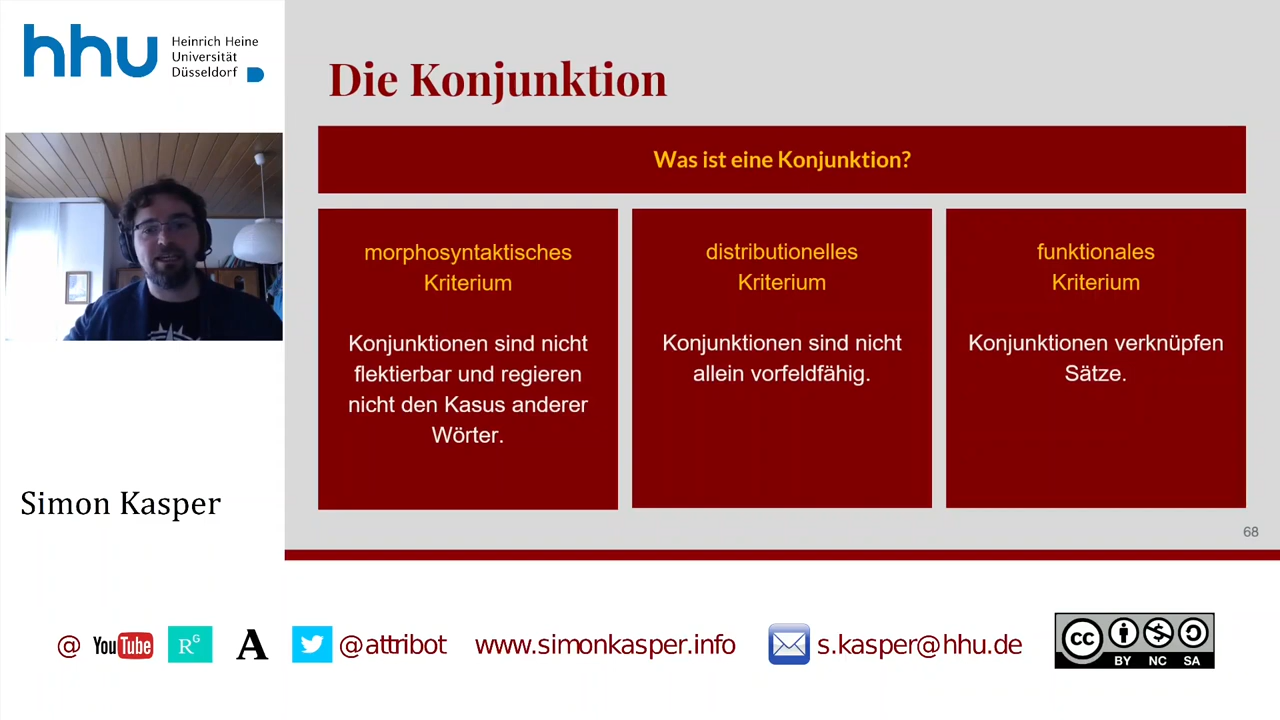 hhu Heinrich Heine
Universität
Düsseldorf
Die Konjunktion
Was ist eine Konjunktion?
morphosyntaktisches
Kriterium
Konjunktionen sind nicht
flektierbar und regieren
nicht den Kasus anderer
Wörter.
distributionelles
Kriterium
Konjunktionen sind nicht
allein vorfeldfähig.
funktionales
Kriterium
Konjunktionen verknüpfen
Sätze.
68
Simon Kasper
@ YouTube RG A @attribot www.simonkasper.info s.kasper@hhu.de
cc BY NC SA